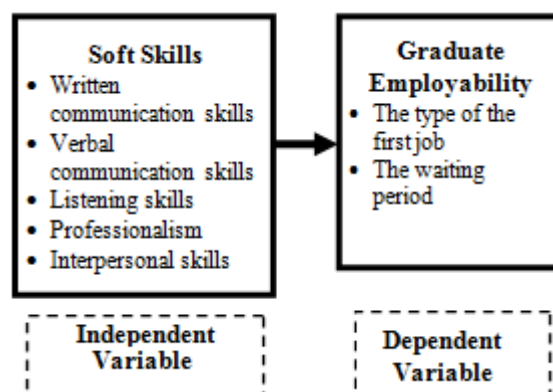 Soft Skills
• Written
communication skills
• Verbal
communication skills
• Listening skills
• Professionalism
• Interpersonal skills
Graduate
Employability
• The type of the
first job
• The waiting
period
Independent
Variable
Dependent
Variable